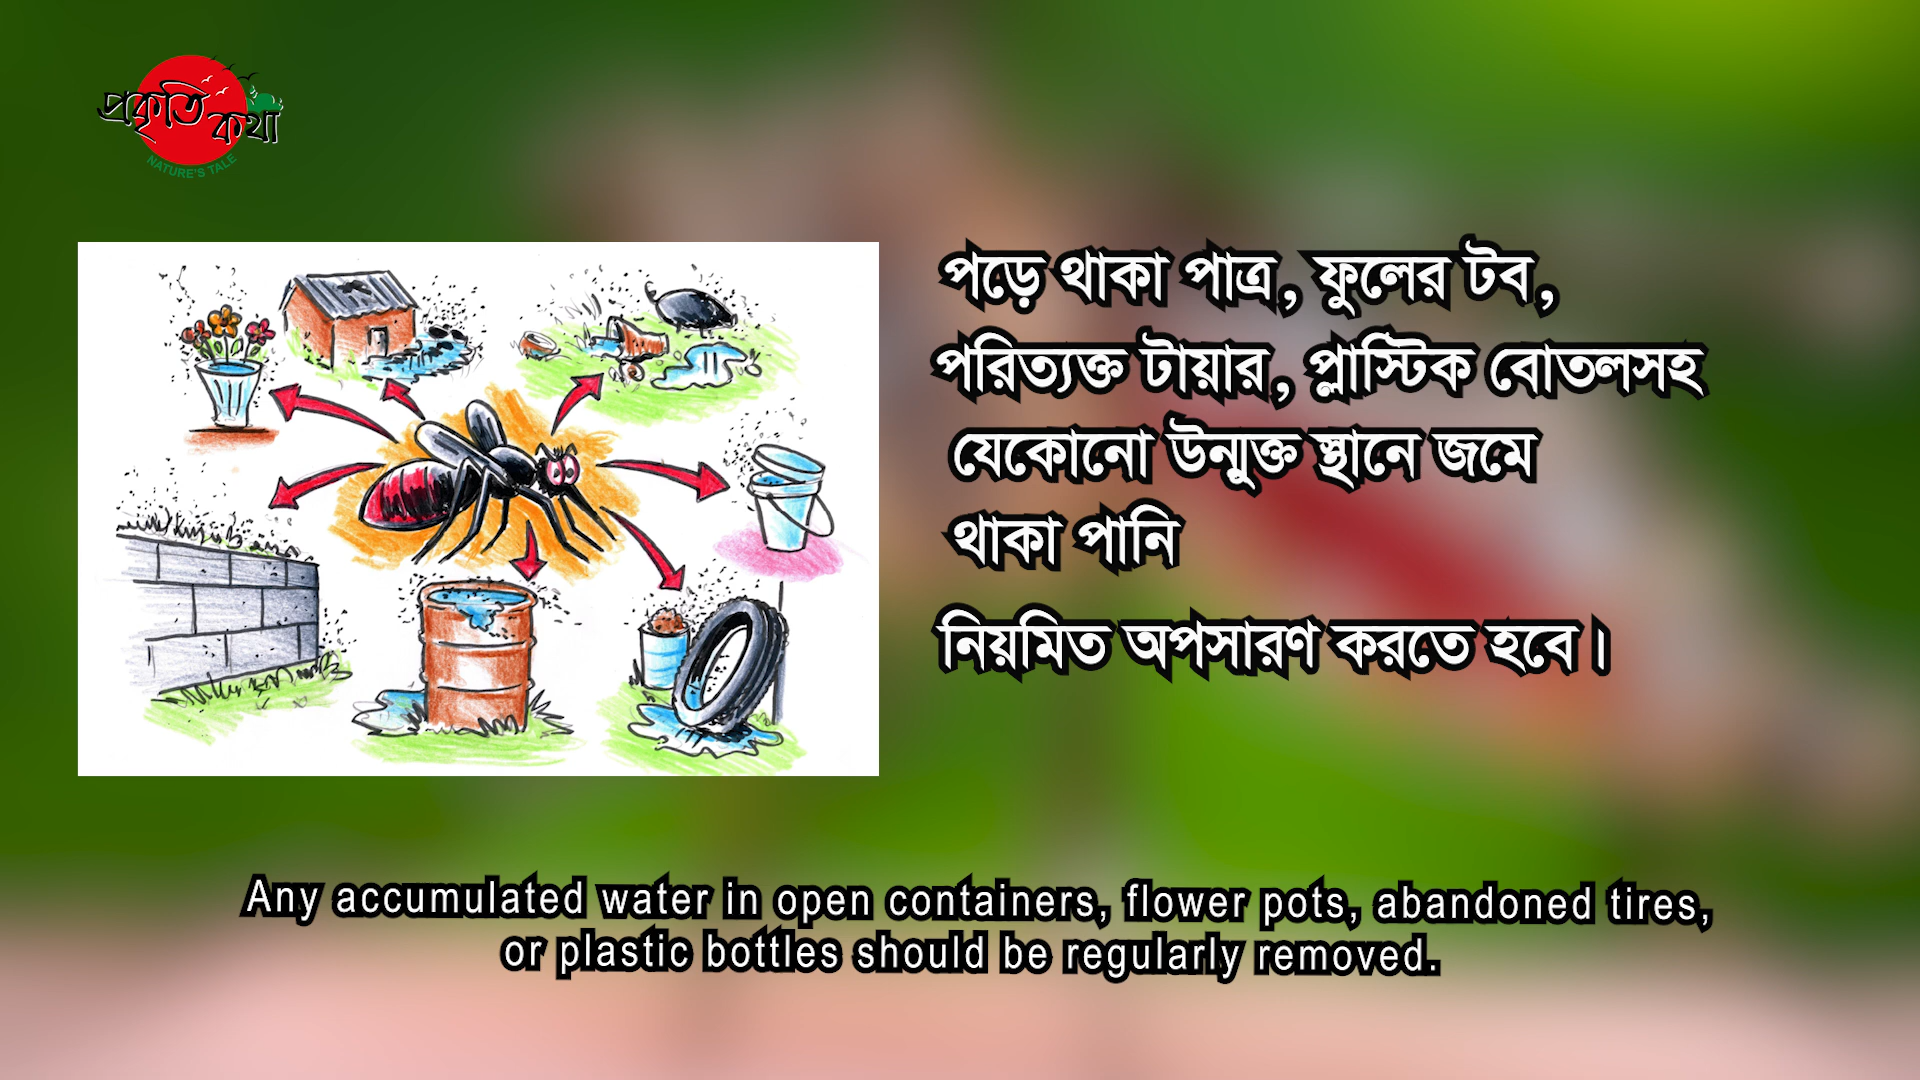 প্রকৃতি কথা
NATURE'S TALE
পড়ে থাকা পাত্র, ফুলের টব,
পরিত্যক্ত টায়ার, প্লাস্টিক বোতলসহ
যেকোনো উন্মুক্ত স্থানে জমে
থাকা পানি
নিয়মিত অপসারণ করতে হবে।
Any accumulated water in open containers, flower pots, abandoned tires,
or plastic bottles should be regularly removed.